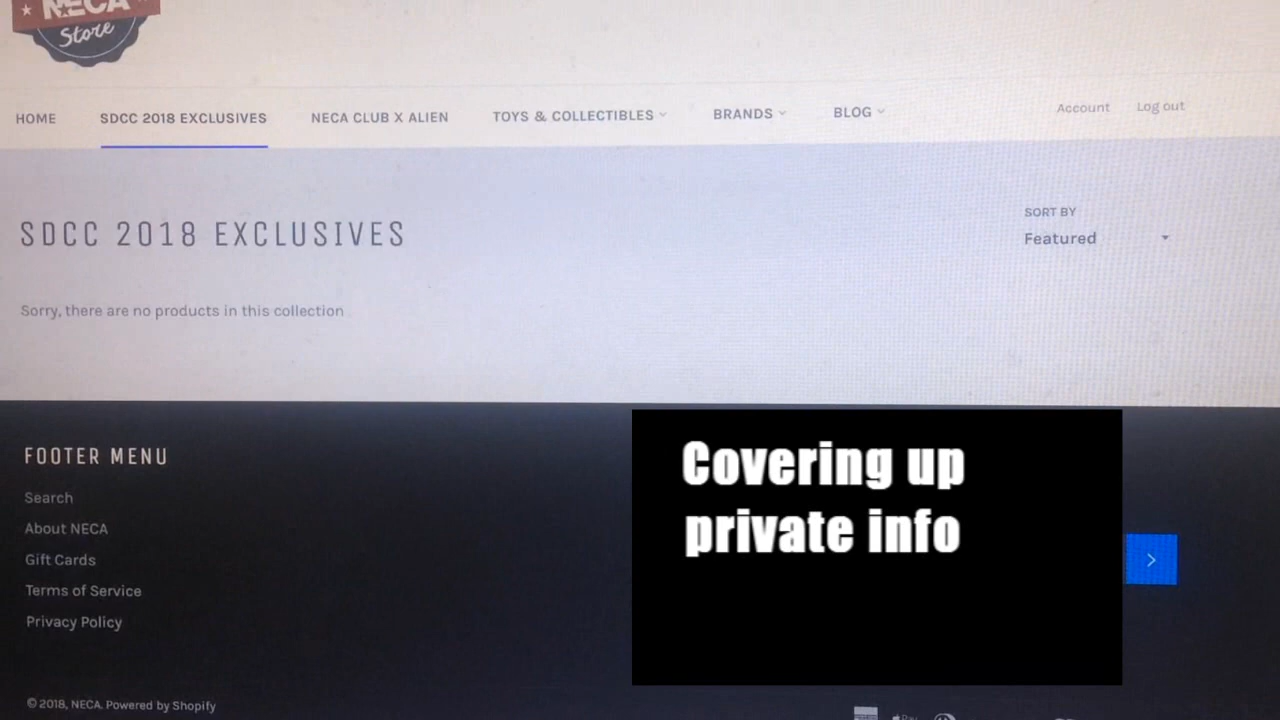 NECA
Store
HOME
SDCC 2018 EXCLUSIVES
NECA CLUB X ALIEN
TOYS & COLLECTIBLES
BRANDS
BLOG
Account
Log out
SDCC 2018 EXCLUSIVES
SORT BY
Featured
Sorry, there are no products in this collection
FOOTER MENU
Search
About NECA
Gift Cards
Terms of Service
Privacy Policy
Covering up
private info
© 2018, NECA. Powered by Shopify